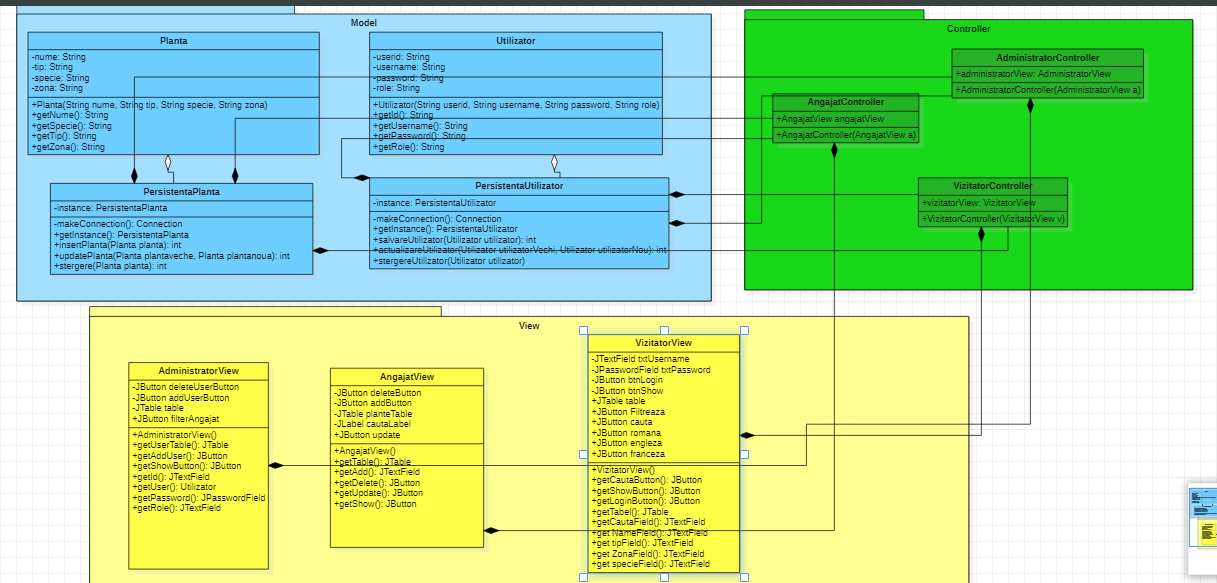 Model
Planta
-nume: String
-tip: String
-specie: String
-zona: String
+Planta(String nume, String tip, String specie, String zona)
+getNume(): String
+getSpecie(): String
+getTip(): String
+getZona(): String
Utilizator
-userid: String
-username: String
-password: String
-role: String
+Utilizator(String userid, String username, String password, String role)
+getId(): String
+getUsername(): String
+getPassword(): String
+getRole(): String
PersistentaPlanta
-instance: PersistentaPlanta
-makeConnection(): Connection
+getInstance(): PersistentaPlanta
+insertPlanta(Planta planta): int
+updatePlanta(Planta plantaveche, Planta plantanoua): int
+stergere(Planta planta): int
PersistentaUtilizator
-instance: PersistentaUtilizator
-makeConnection(): Connection
+getInstance(): PersistentaUtilizator
+salvareUtilizator(Utilizator utilizator): int
+actualizareUtilizator(Utilizator utilizatorVechi, Utilizator utilizatorNou): int
+stergereUtilizator(Utilizator utilizator)
Controller
AdministratorController
+administratorView: AdministratorView
+AdministratorController(AdministratorView a)
AngajatController
+AngajatView angajatView
+AngajatController(AngajatView a)
VizitatorController
+vizitatorView: VizitatorView
+VizitatorController(VizitatorView v)
View
AdministratorView
-JButton deleteUserButton
-JButton addUserButton
-JTable table
+JButton filterAngajat
+AdministratorView()
+getUserTable(): JTable
+getAddUser(): JButton
+getShowButton(): JButton
+getId(): JTextField
+getUser(): Utilizator
+getPassword(): JPasswordField
+getRole(): JTextField
AngajatView
-JButton deleteButton
-JButton addButton
-JTable planteTable
-JLabel cautaLabel
+JButton update
+AngajatView()
+getTable(): JTable
+getAdd(): JTextField
+getDelete(): JButton
+getUpdate(): JButton
+getShow(): JButton
VizitatorView
-JTextField txtUsername
-JPasswordField txtPassword
-JButton btnLogin
-JButton btnShow
+JTable table
+JButton Filtreaza
+JButton cauta
+JButton romana
+JButton engleza
+JButton franceza
+VizitatorView()
+getCautaButton(): JButton
+getShowButton(): JButton
+getLoginButton(): JButton
+getTabel(): JTable
+getCautaField(): JTextField
+get NameField(): JTextField
+get tipField(): JTextField
+get ZonaField(): JTextField
+get specieField(): JTextField